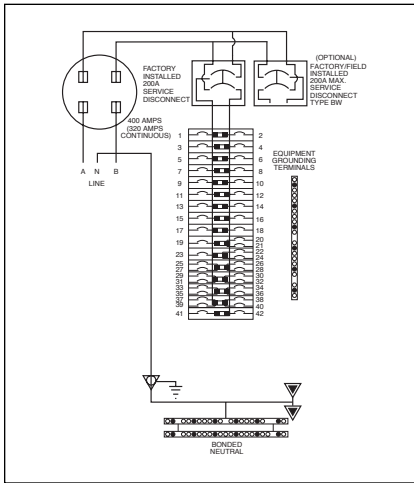 FACTORY
INSTALLED
200A
SERVICE
DISCONNECT
(OPTIONAL)
FACTORY/FIELD
INSTALLED
200A MAX.
SERVICE
DISCONNECT
TYPE BW
400 AMPS
(320 AMPS
CONTINUOUS)
A N B
LINE
EQUIPMENT
GROUNDING
TERMINALS
1 2
3 4
5 6
7 8
9 10
11 12
13 14
15 16
17 18
19 20
21
22
23 24
25 26
27 28
29 30
31 32
33 34
35 36
37 38
39 40
41 42
BONDED
NEUTRAL